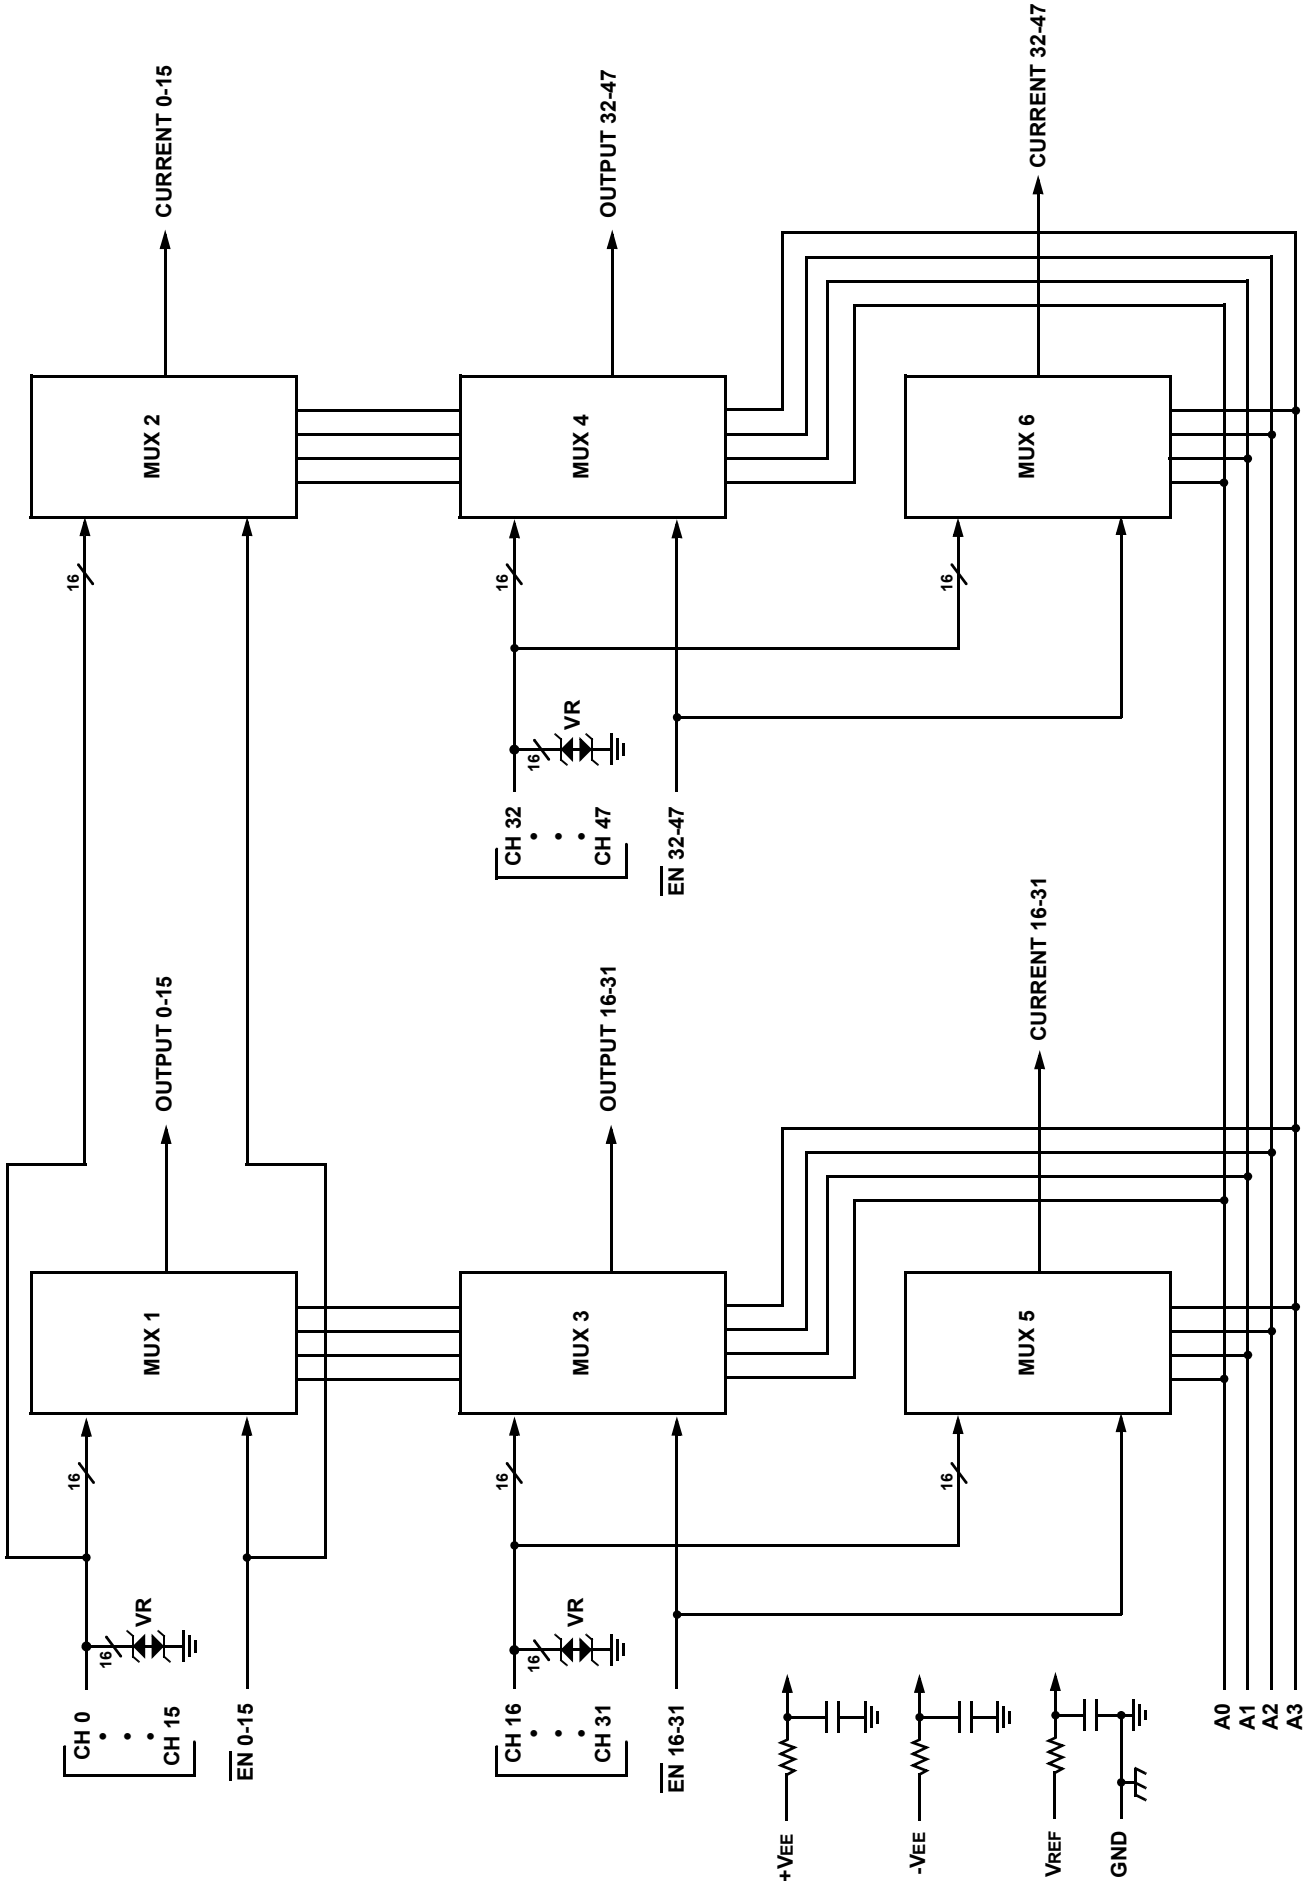 CH 0
CH 15
EN 0-15
16
VR
16
MUX 1
OUTPUT 0-15
16
MUX 2
CURRENT 0-15
CH 16
CH 31
EN 16-31
16
VR
16
MUX 3
OUTPUT 16-31
CH 32
CH 47
EN 32-47
16
VR
16
MUX 4
OUTPUT 32-47
16
MUX 5
CURRENT 16-31
16
MUX 6
CURRENT 32-47
+VEE
-VEE
VREF
GND
A0
A1
A2
A3